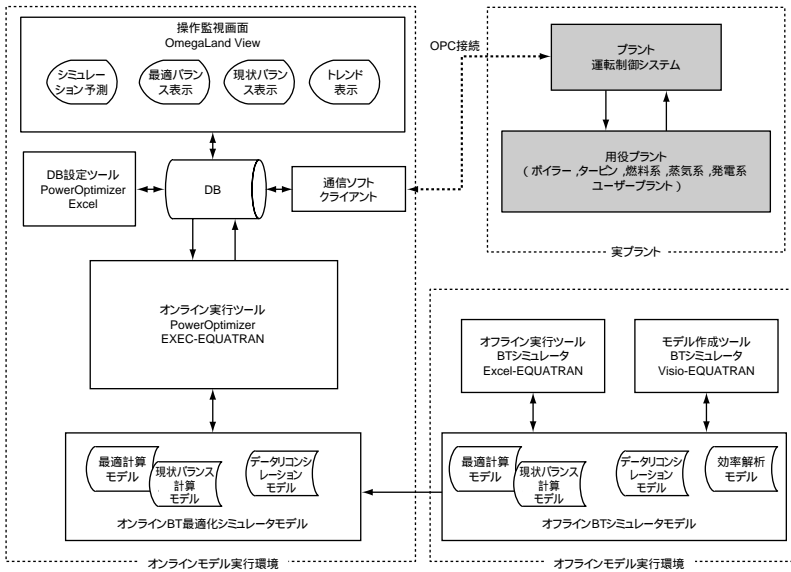 操作監視画面
OmegaLand View
シミュレー
ション予測
最適バラン
ス表示
現状バラン
ス表示
トレンド
表示
DB設定ツール
PowerOptimizer
Excel
DB
通信ソフト
クライアント
オンライン実行ツール
PowerOptimizer
EXEC-EQUATRAN
最適計算
モデル
現状バランス
計算
モデル
データリコンシ
レーション
モデル
オンラインBT最適化シミュレータモデル
オンラインモデル実行環境
OPC接続
プラント
運転制御システム
用役プラント
(ボイラー,タービン,燃料系,蒸気系,発電系
ユーザープラント)
実プラント
オフライン実行ツール
BTシミュレータ
Excel-EQUATRAN
モデル作成ツール
BTシミュレータ
Visio-EQUATRAN
最適計算
モデル
現状バランス
計算
モデル
データリコンシ
レーション
モデル
効率解析
モデル
オフラインBTシミュレータモデル
オフラインモデル実行環境